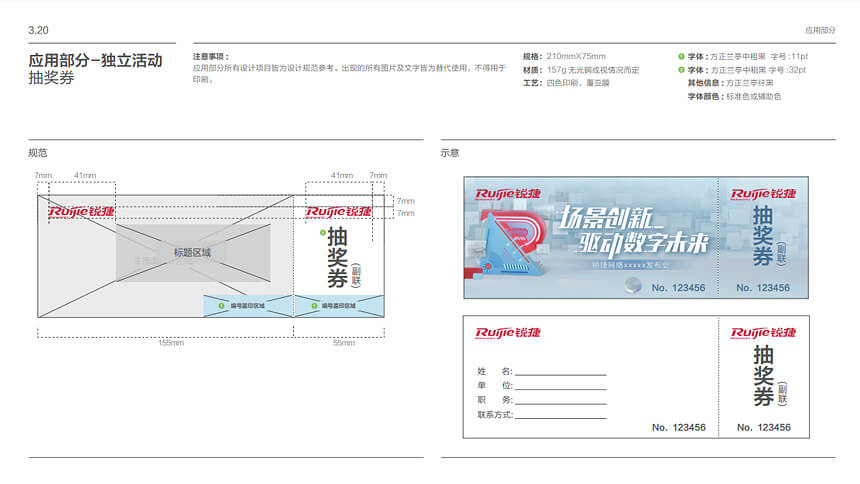 3.20
应用部分
应用部分-独立活动
抽奖券
注意事项：
应用部分所有设计项目皆为设计规范参考。出现的所有图片及文字皆为替代使用，不得用于
印刷。
规格： 210mmX75mm
材质： 157g 无光铜或视情况而定
工艺： 四色印刷，覆豆膜
1 字体： 方正兰亭中粗黑 字号 :11pt
2 字体： 方正兰亭中粗黑 字号 :32pt
其他信息： 方正兰亭纤黑
字体颜色： 标准色或辅助色
规范
7mm 41mm 41mm 7mm
7mm
7mm
Ruijie锐捷
Ruijie锐捷
标题区域
抽奖券
(副联)
编号盖印区域
编号盖印区域
155mm 55mm
示意
Ruijie锐捷
Ruijie锐捷
场景创新_
驱动数字未来
锐捷网络xxxxx发布会
抽奖券
(副联)
No. 123456
No. 123456
Ruijie锐捷
Ruijie锐捷
姓 名:
单 位:
职 务:
联系方式:
抽奖券
(副联)
No. 123456
No. 123456